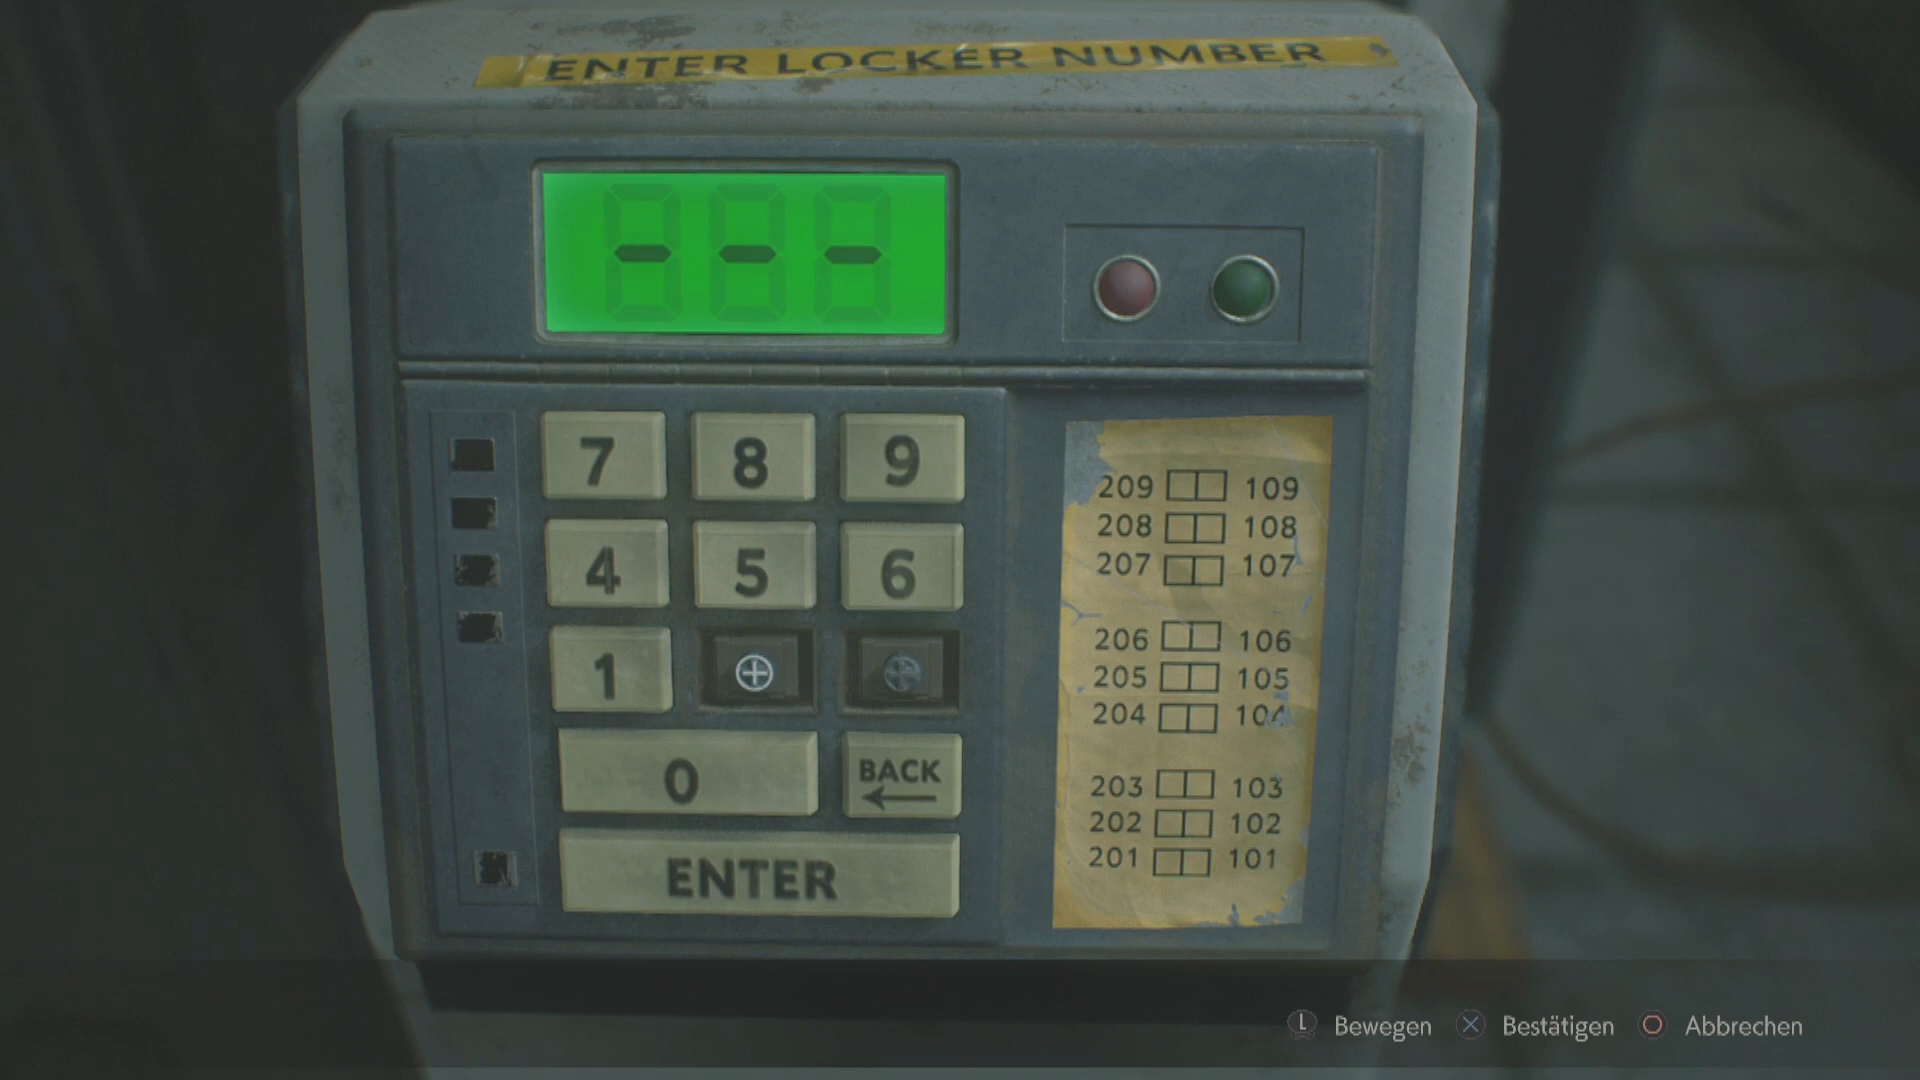 ENTER LOCKER NUMBER
---
7 8 9
4 5 6
1
0 BACK
ENTER
209 109
208 108
207 107
206 106
205 105
204 104
203 103
202 102
201 101
L Bewegen Bestätigen Abbrechen